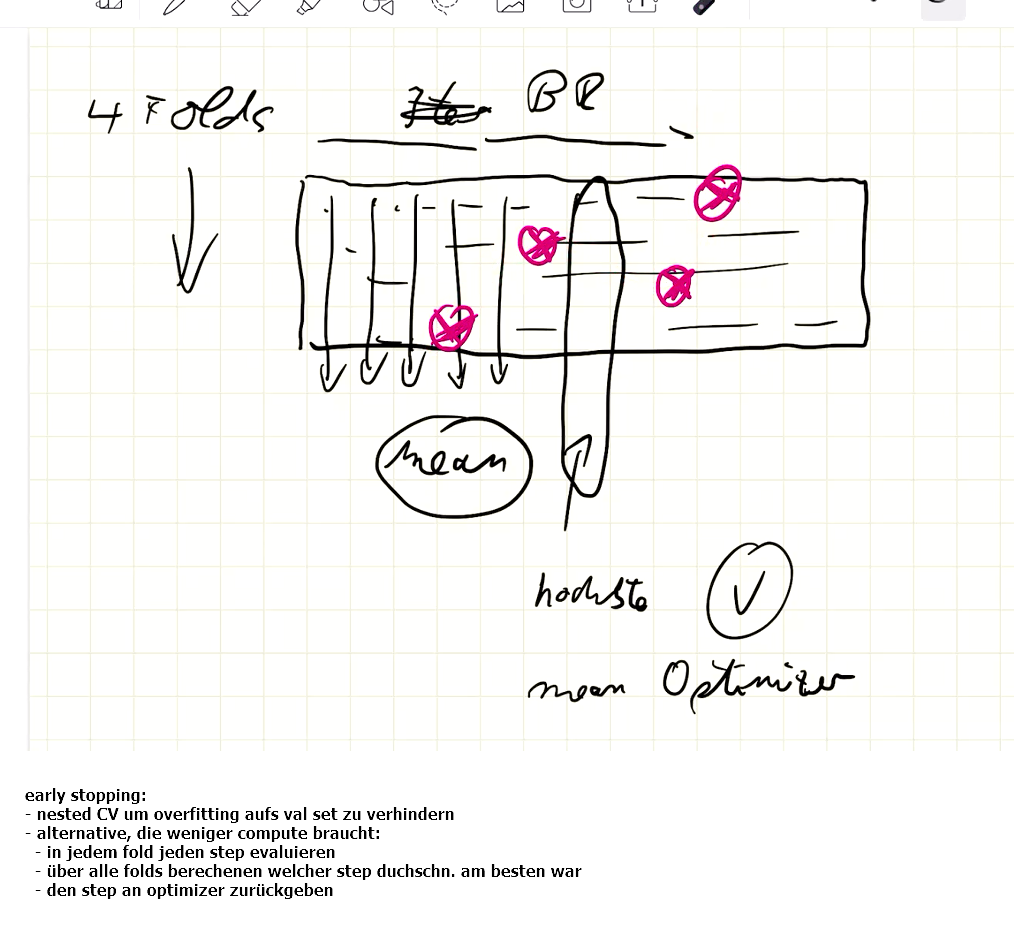 4 Folds
BR
mean
hochste V
mean Optimizer
early stopping:
- nested CV um overfitting aufs val set zu verhindern
- alternative, die weniger compute braucht:
- in jedem fold jeden step evaluieren
- über alle folds berechenen welcher step duchschn. am besten war
- den step an optimizer zurückgeben